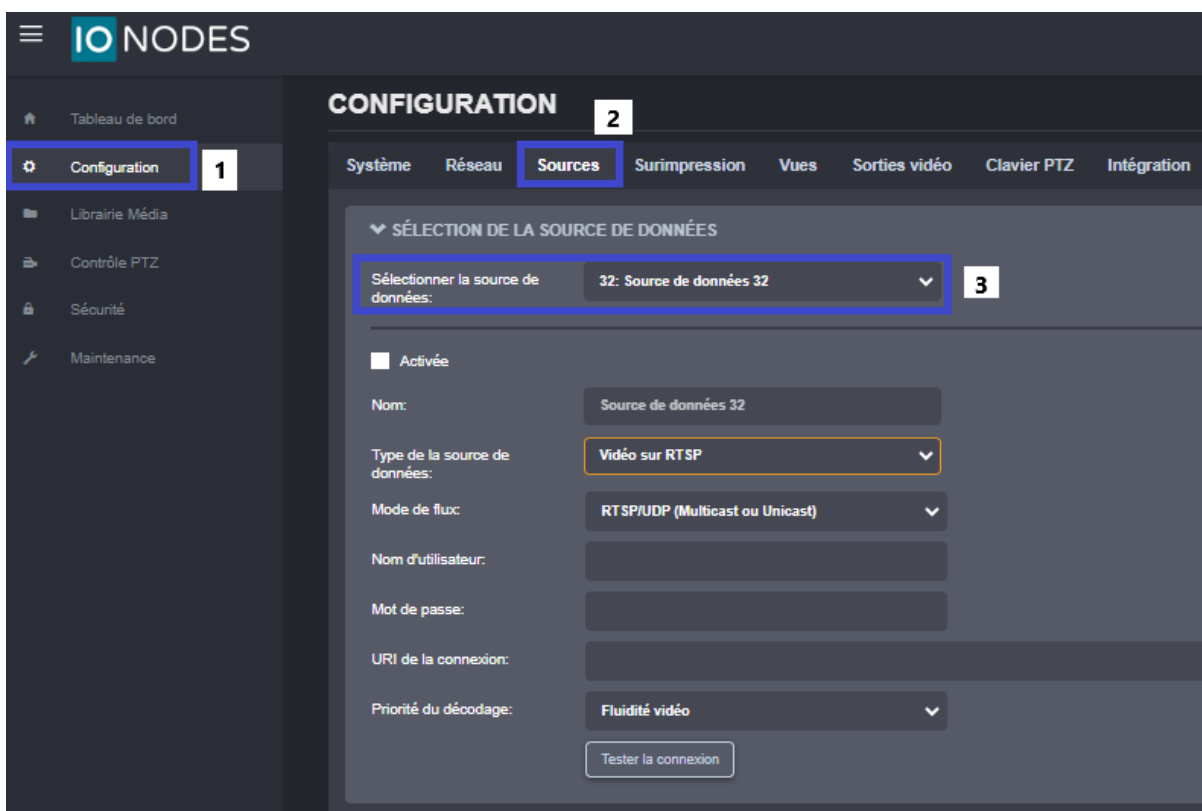 IO NODES
Tableau de bord
Configuration
1
Librairie Média
Contrôle PTZ
Sécurité
Maintenance
CONFIGURATION
2
Système Réseau Sources Surimpression Vues Sorties vidéo Clavier PTZ Intégration
SÉLECTION DE LA SOURCE DE DONNÉES
Sélectionner la source de
données:
32: Source de données 32
3
Activée
Nom:
Source de données 32
Type de la source de
données:
Vidéo sur RTSP
Mode de flux:
RTSP/UDP (Multicast ou Unicast)
Nom d'utilisateur:
Mot de passe:
URI de la connexion:
Priorité du décodage:
Fluidité vidéo
Tester la connexion